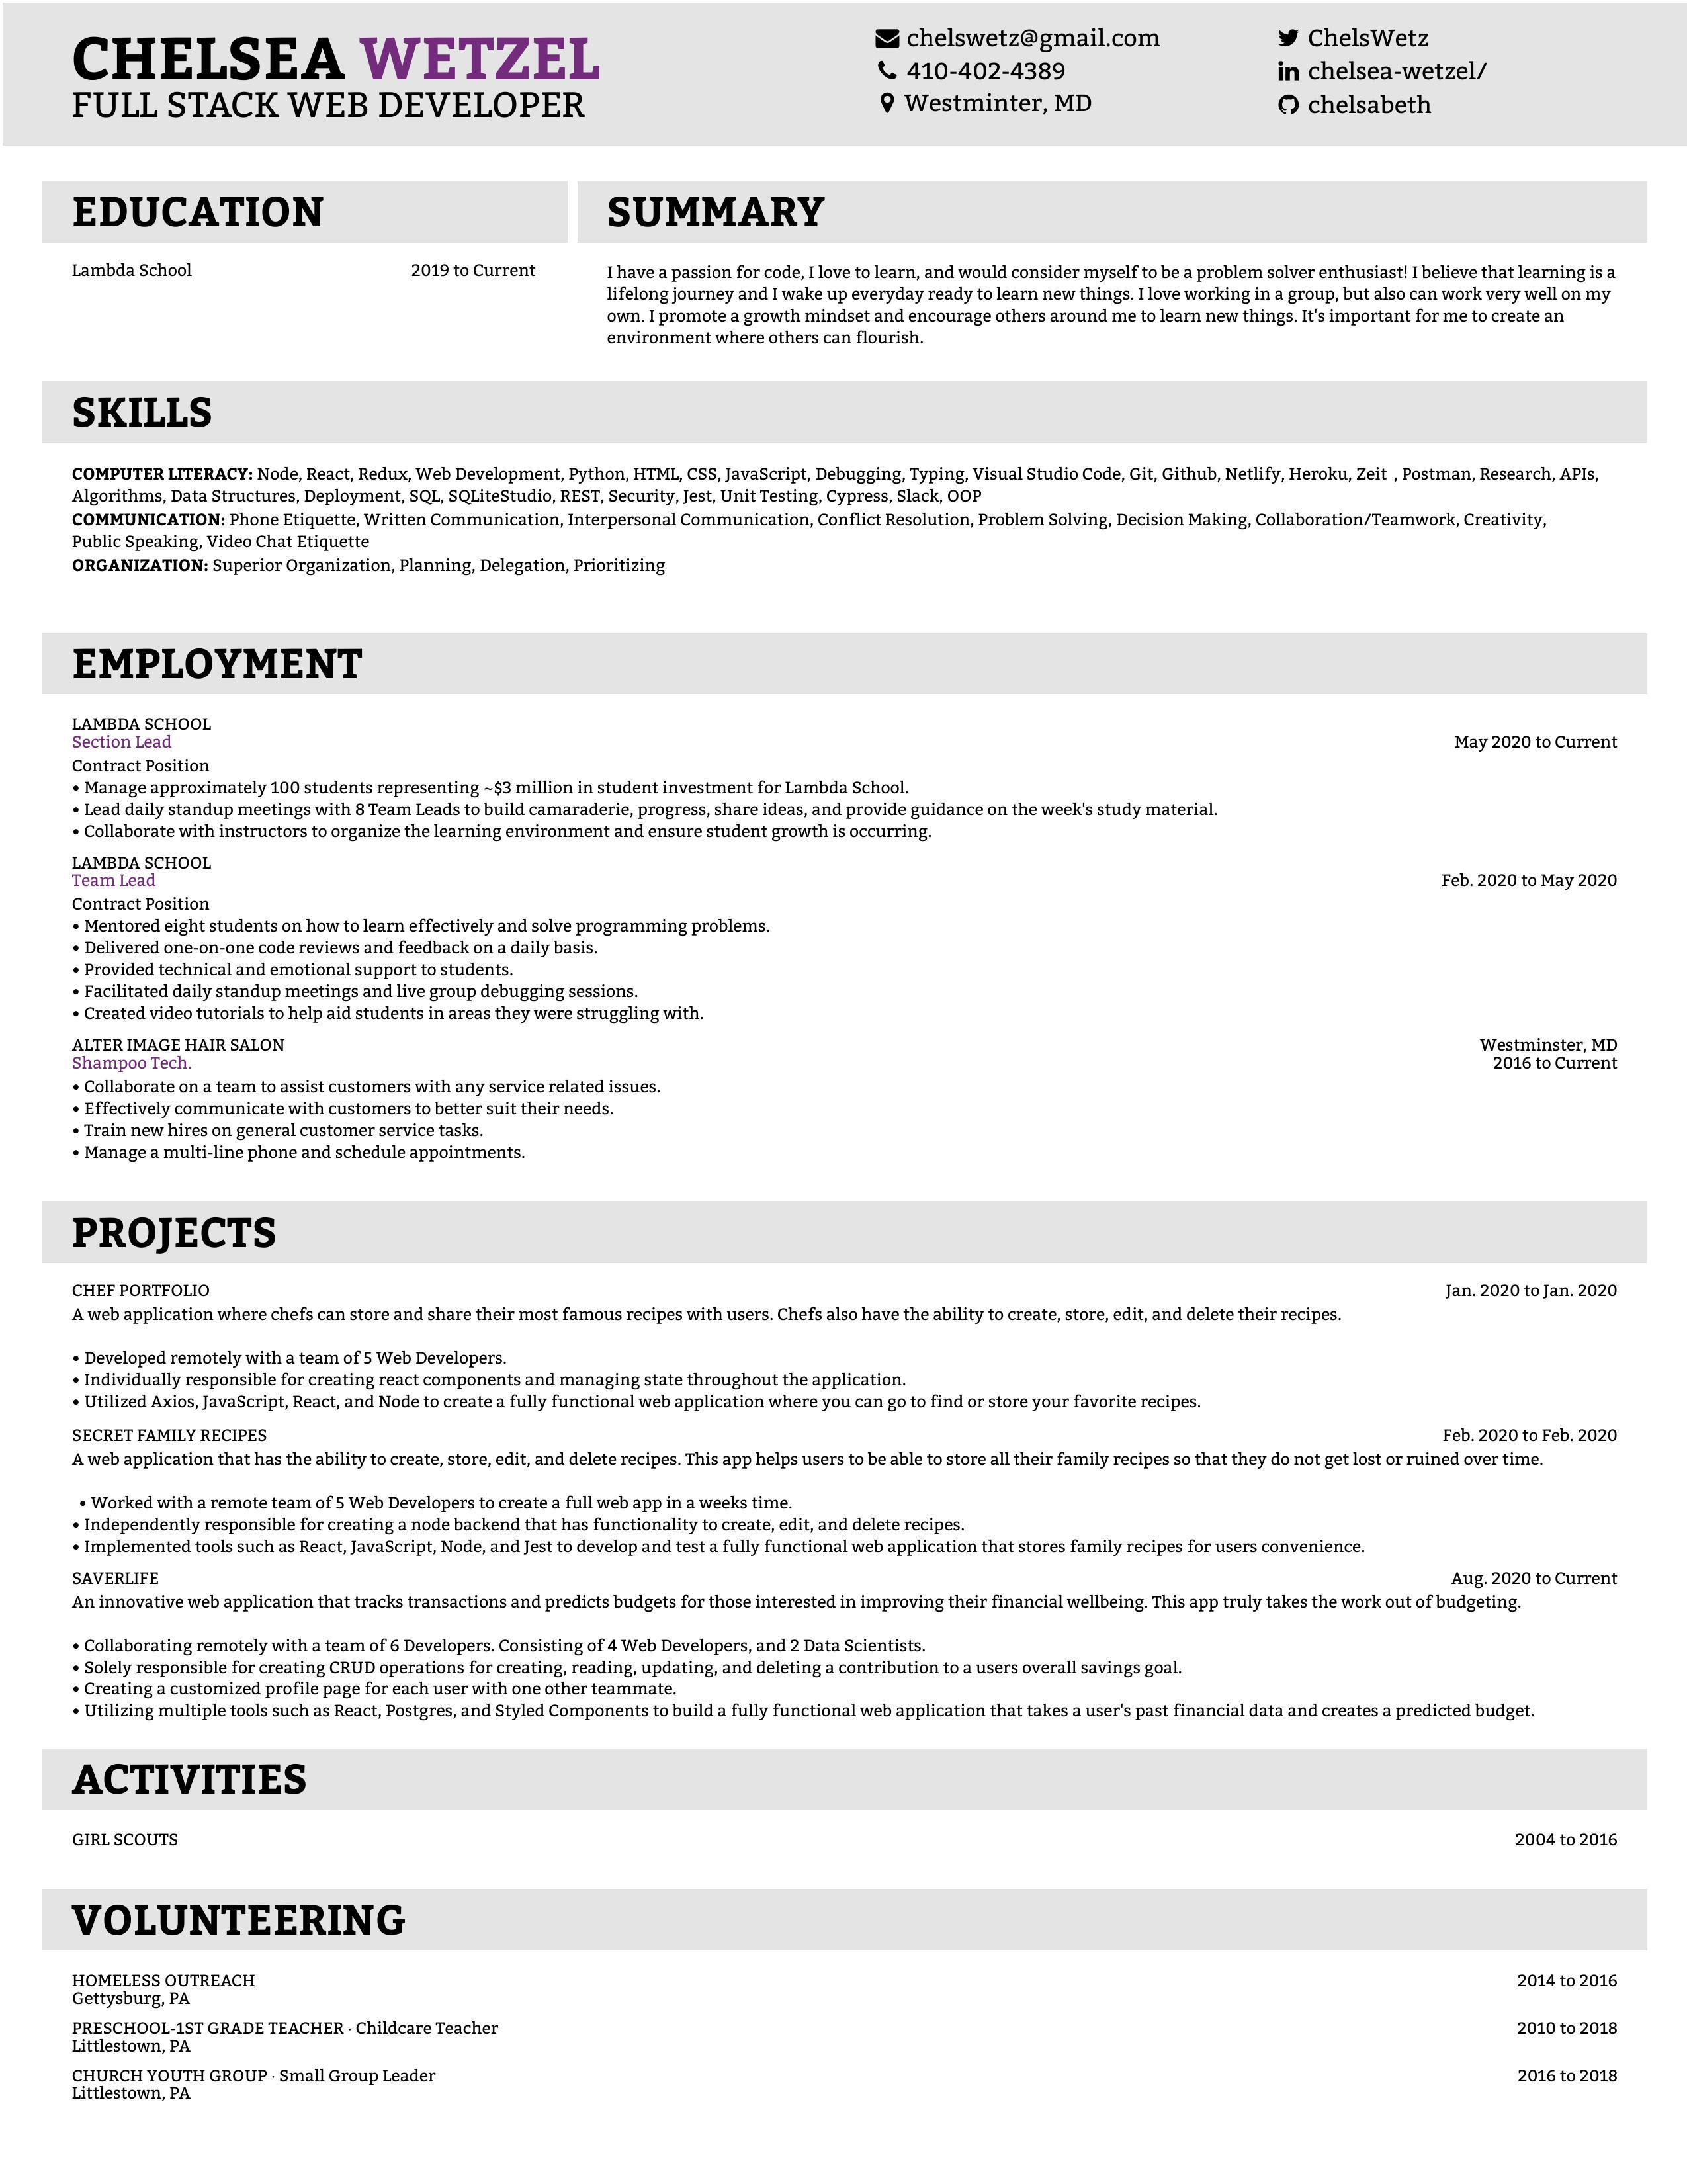 CHELSEA WETZEL
FULL STACK WEB DEVELOPER
chelswetz@gmail.com
410-402-4389
Westminter, MD
ChelsWetz
chelsea-wetzel/
chelsabeth
EDUCATION
Lambda School 2019 to Current
SUMMARY
I have a passion for code, I love to learn, and would consider myself to be a problem solver enthusiast! I believe that learning is a
lifelong journey and I wake up everyday ready to learn new things. I love working in a group, but also can work very well on my
own. I promote a growth mindset and encourage others around me to learn new things. It's important for me to create an
environment where others can flourish.
SKILLS
COMPUTER LITERACY: Node, React, Redux, Web Development, Python, HTML, CSS, JavaScript, Debugging, Typing, Visual Studio Code, Git, Github, Netlify, Heroku, Zeit , Postman, Research, APIs,
Algorithms, Data Structures, Deployment, SQL, SQLiteStudio, REST, Security, Jest, Unit Testing, Cypress, Slack, OOP
COMMUNICATION: Phone Etiquette, Written Communication, Interpersonal Communication, Conflict Resolution, Problem Solving, Decision Making, Collaboration/Teamwork, Creativity,
Public Speaking, Video Chat Etiquette
ORGANIZATION: Superior Organization, Planning, Delegation, Prioritizing
EMPLOYMENT
LAMBDA SCHOOL
Section Lead May 2020 to Current
Contract Position
• Manage approximately 100 students representing ~$3 million in student investment for Lambda School.
• Lead daily standup meetings with 8 Team Leads to build camaraderie, progress, share ideas, and provide guidance on the week's study material.
• Collaborate with instructors to organize the learning environment and ensure student growth is occurring.
LAMBDA SCHOOL
Team Lead Feb. 2020 to May 2020
Contract Position
• Mentored eight students on how to learn effectively and solve programming problems.
• Delivered one-on-one code reviews and feedback on a daily basis.
• Provided technical and emotional support to students.
• Facilitated daily standup meetings and live group debugging sessions.
• Created video tutorials to help aid students in areas they were struggling with.
ALTER IMAGE HAIR SALON Westminster, MD
Shampoo Tech. 2016 to Current
• Collaborate on a team to assist customers with any service related issues.
• Effectively communicate with customers to better suit their needs.
• Train new hires on general customer service tasks.
• Manage a multi-line phone and schedule appointments.
PROJECTS
CHEF PORTFOLIO Jan. 2020 to Jan. 2020
A web application where chefs can store and share their most famous recipes with users. Chefs also have the ability to create, store, edit, and delete their recipes.
• Developed remotely with a team of 5 Web Developers.
• Individually responsible for creating react components and managing state throughout the application.
• Utilized Axios, JavaScript, React, and Node to create a fully functional web application where you can go to find or store your favorite recipes.
SECRET FAMILY RECIPES Feb. 2020 to Feb. 2020
A web application that has the ability to create, store, edit, and delete recipes. This app helps users to be able to store all their family recipes so that they do not get lost or ruined over time.
• Worked with a remote team of 5 Web Developers to create a full web app in a weeks time.
• Independently responsible for creating a node backend that has functionality to create, edit, and delete recipes.
• Implemented tools such as React, JavaScript, Node, and Jest to develop and test a fully functional web application that stores family recipes for users convenience.
SAVERLIFE Aug. 2020 to Current
An innovative web application that tracks transactions and predicts budgets for those interested in improving their financial wellbeing. This app truly takes the work out of budgeting.
• Collaborating remotely with a team of 6 Developers. Consisting of 4 Web Developers, and 2 Data Scientists.
• Solely responsible for creating CRUD operations for creating, reading, updating, and deleting a contribution to a users overall savings goal.
• Creating a customized profile page for each user with one other teammate.
• Utilizing multiple tools such as React, Postgres, and Styled Components to build a fully functional web application that takes a user's past financial data and creates a predicted budget.
ACTIVITIES
GIRL SCOUTS 2004 to 2016
VOLUNTEERING
HOMELESS OUTREACH 2014 to 2016
Gettysburg, PA
PRESCHOOL-1ST GRADE TEACHER · Childcare Teacher 2010 to 2018
Littlestown, PA
CHURCH YOUTH GROUP · Small Group Leader 2016 to 2018
Littlestown, PA